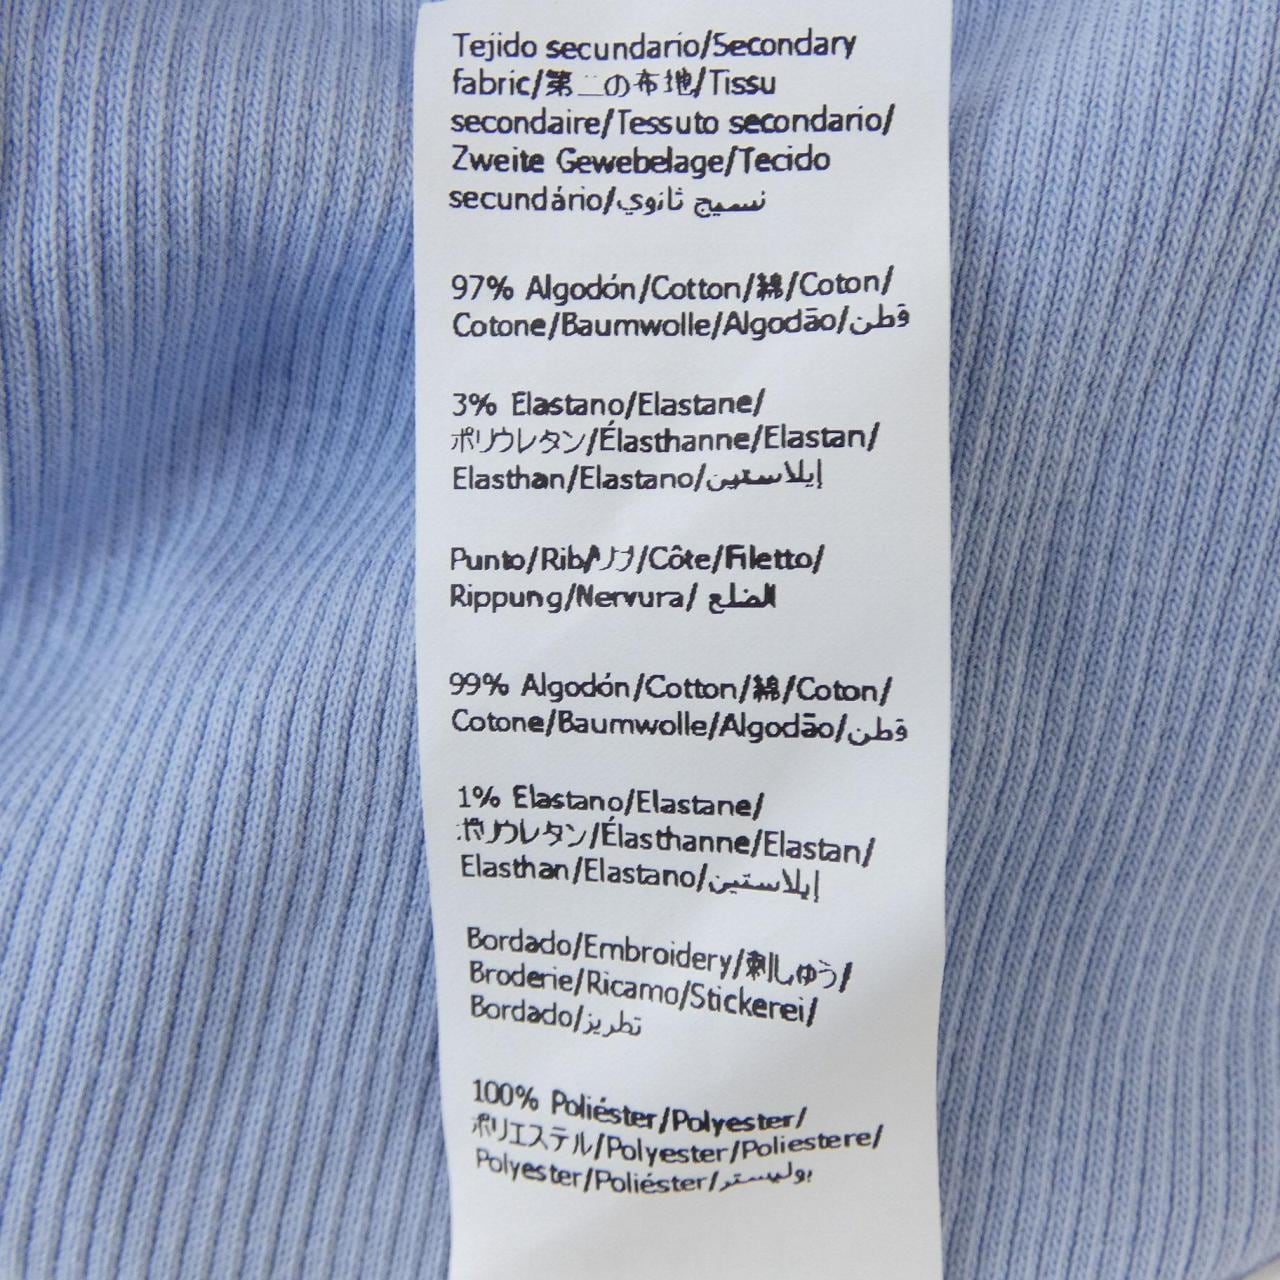 Tejido secundario/Secondary
fabric/第二の布地/Tissu
secondaire/Tessuto secondario/
Zweite Gewebelage/Tecido
secundário/نسيج ثانوي
97% Algodón/Cotton/綿/Coton/
Cotone/Baumwolle/Algodão/قطن
3% Elastano/Elastane/
ポリウレタン/Élasthanne/Elastan/
Elasthan/Elastano/إيلاستين
Punto/Rib/リブ/Côte/Filetto/
Rippung/Nervura/ الضلع
99% Algodón/Cotton/綿/Coton/
Cotone/Baumwolle/Algodão/قطن
1% Elastano/Elastane/
ポリウレタン/Élasthanne/Elastan/
Elasthan/Elastano/إيلاستين
Bordado/Embroidery/刺しゅう/
Broderie/Ricamo/Stickerei/
Bordado/تطريز
100% Poliéster/Polyester/
ポリエステル/Polyester/Poliestere/
Polyester/Poliéster/بوليستر